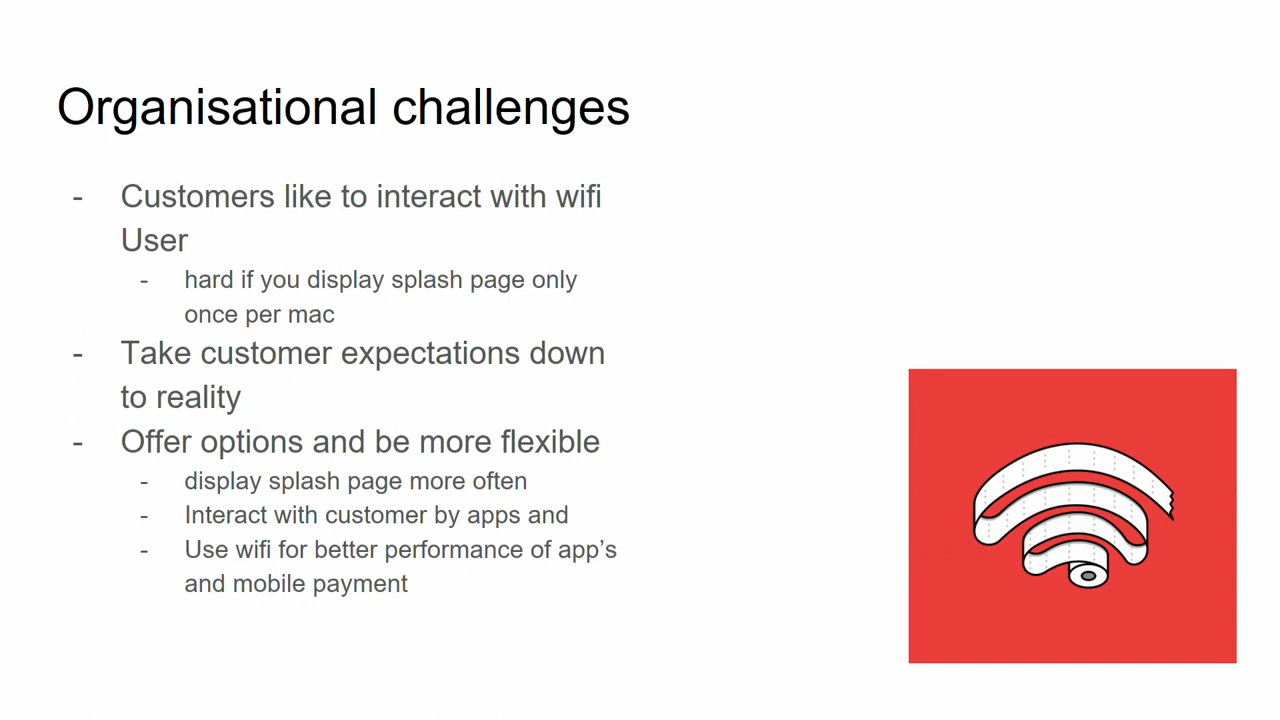 Organisational challenges
- Customers like to interact with wifi
User
- hard if you display splash page only
once per mac
- Take customer expectations down
to reality
- Offer options and be more flexible
- display splash page more often
- Interact with customer by apps and
- Use wifi for better performance of app’s
and mobile payment